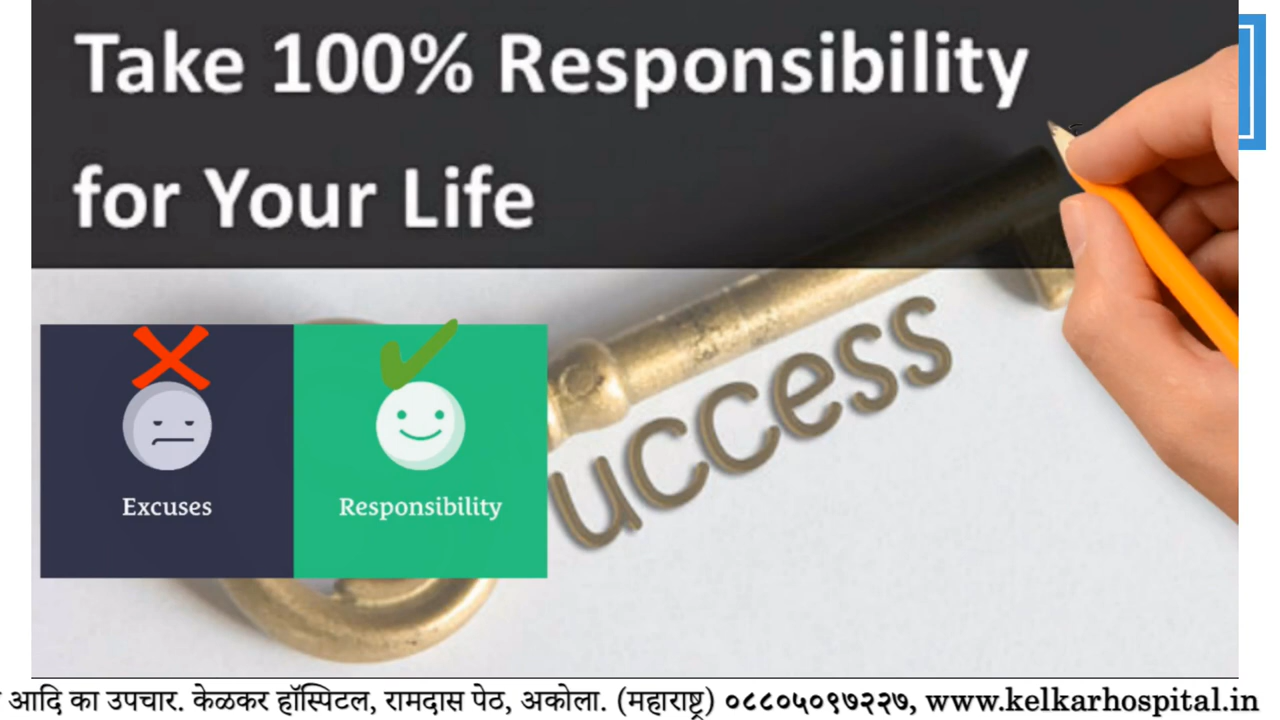 Take 100% Responsibility
for Your Life
uccess
Excuses
Responsibility
आदि का उपचार. केळकर हॉस्पिटल, रामदास पेठ, अकोला. (महाराष्ट्र) ०८८०५०९७२२७, www.kelkarhospital.in